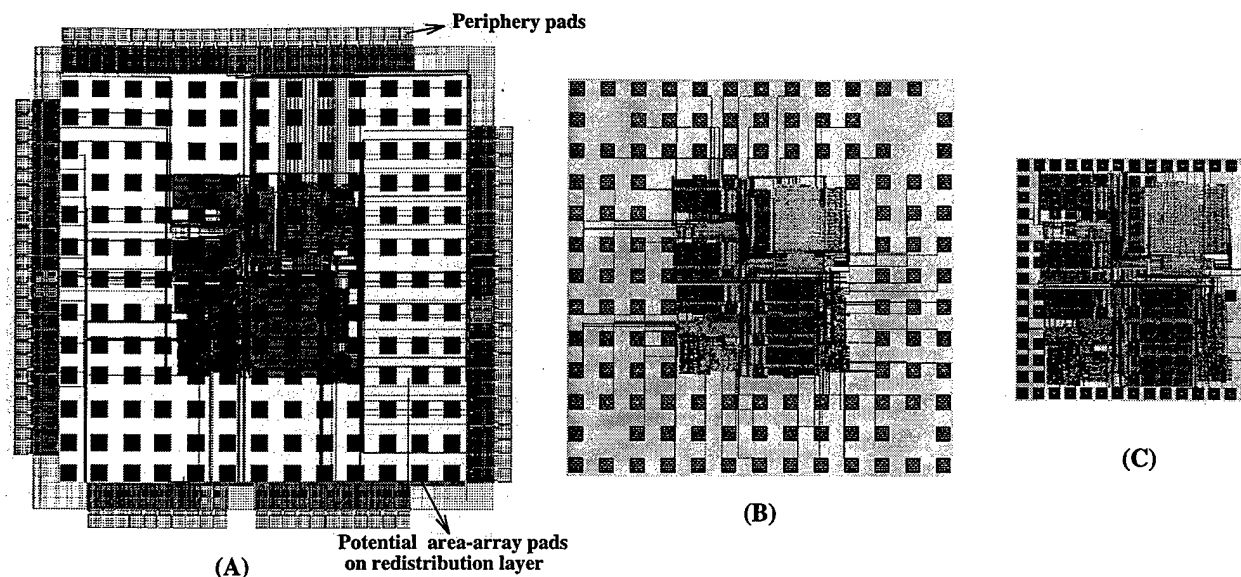 Periphery pads
Potential area-array pads
on redistribution layer
(A)
(B)
(C)